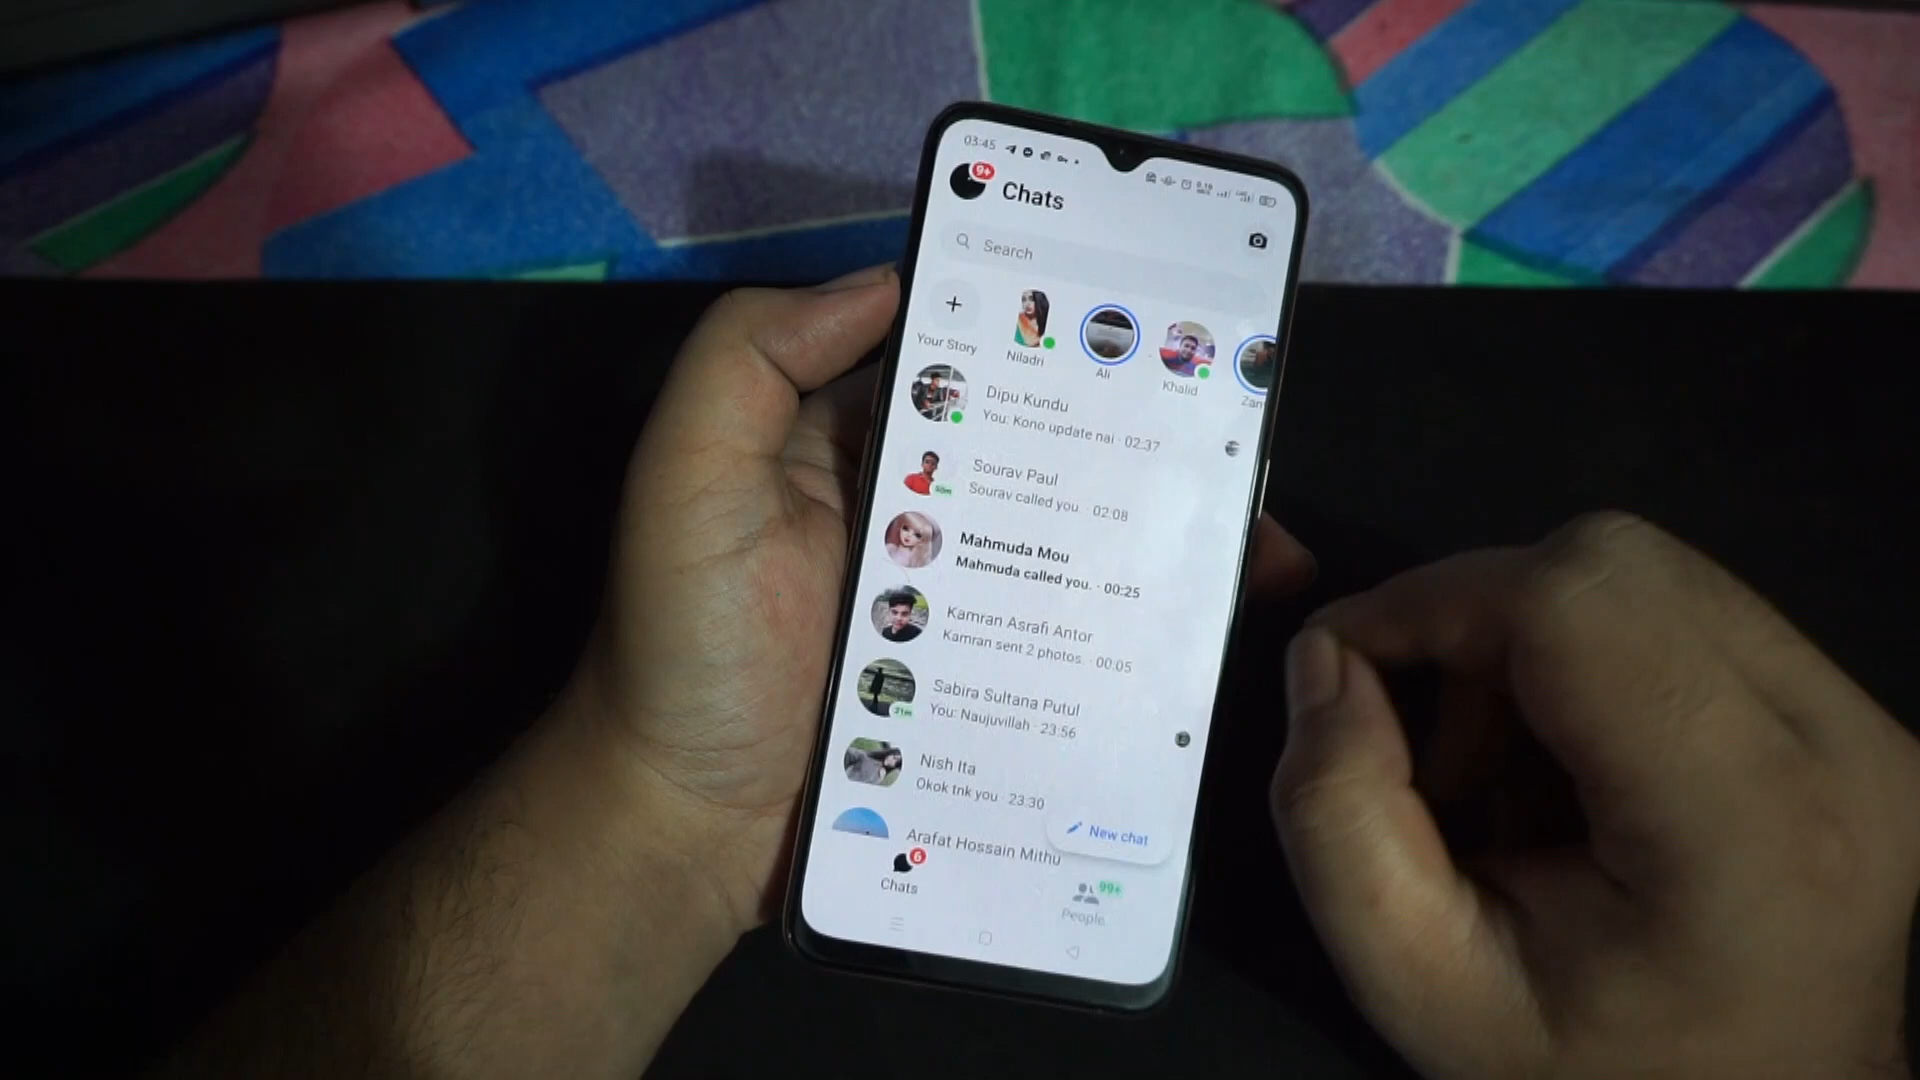 03:45
9+
Chats
Search
Your Story
Niladri
Ali
Khalid
Zan
Dipu Kundu
You: Kono update nai · 02:37
Sourav Paul
50m
Sourav called you. · 02:08
Mahmuda Mou
Mahmuda called you. · 00:25
Kamran Asrafi Antor
Kamran sent 2 photos. · 00:05
Sabira Sultana Putul
21m
You: Naujuvillah · 23:56
Nish Ita
Okok tnk you · 23:30
New chat
Arafat Hossain Mithu
6
Chats
99+
People